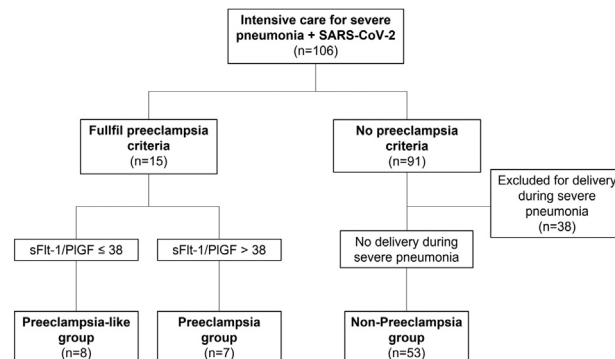 Intensive care for severe
pneumonia + SARS-CoV-2
(n=106)
Fullfil preeclampsia
criteria
(n=15)
No preeclampsia
criteria
(n=91)
Excluded for delivery
during severe
pneumonia
(n=38)
sFlt-1/PlGF ≤ 38
sFlt-1/PlGF > 38
No delivery during
severe pneumonia
Preeclampsia-like
group
(n=8)
Preeclampsia
group
(n=7)
Non-Preeclampsia
group
(n=53)